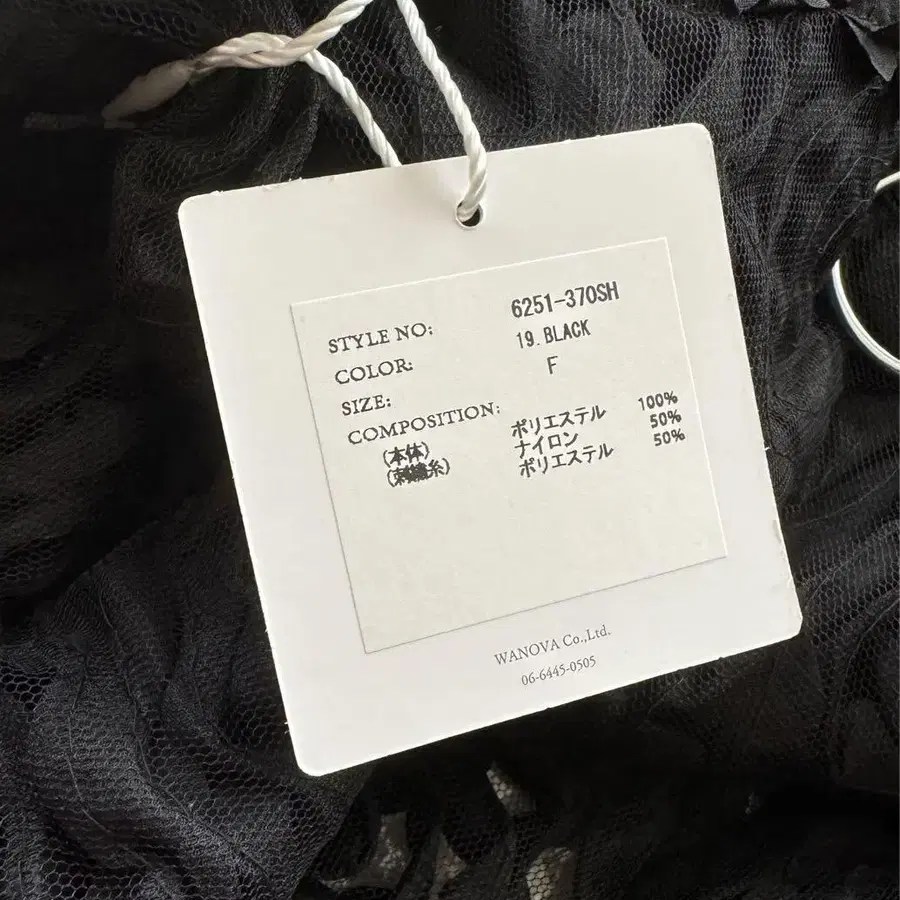 STYLE NO: 6251-370SH
COLOR: 19. BLACK
SIZE: F
COMPOSITION:
(本体) ポリエステル 100%
(刺繍糸) ナイロン 50%
ポリエステル 50%
WANOVA Co.,Ltd.
06-6445-0505